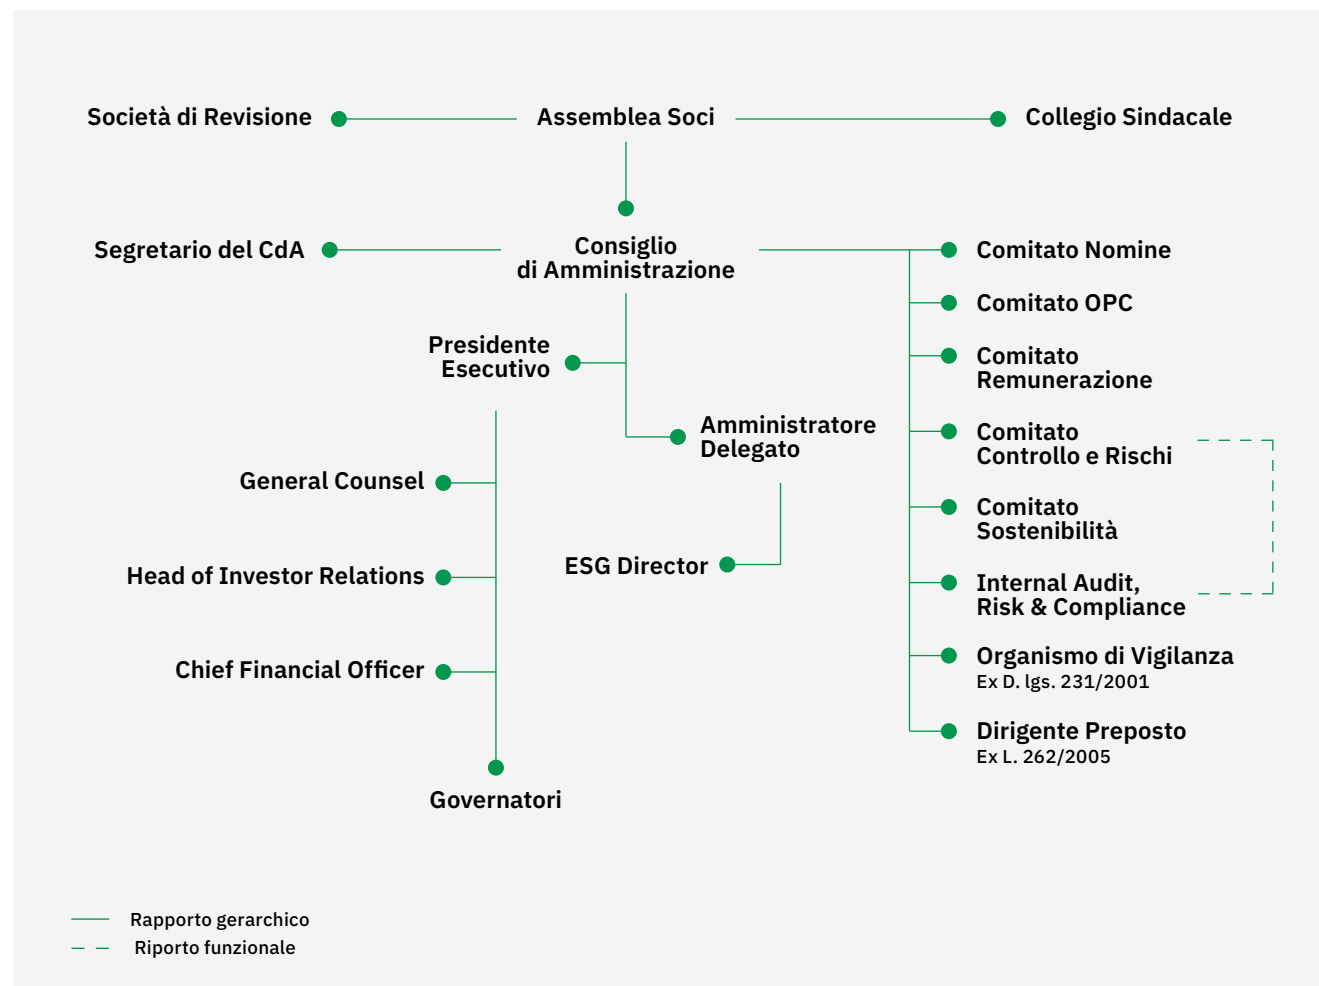 Società di Revisione
Assemblea Soci
Collegio Sindacale
Segretario del CdA
Consiglio
di Amministrazione
Presidente
Esecutivo
Amministratore
Delegato
General Counsel
Head of Investor Relations
Chief Financial Officer
Governatori
ESG Director
Comitato Nomine
Comitato OPC
Comitato
Remunerazione
Comitato
Controllo e Rischi
Comitato
Sostenibilità
Internal Audit,
Risk & Compliance
Organismo di Vigilanza
Ex D. lgs. 231/2001
Dirigente Preposto
Ex L. 262/2005
Rapporto gerarchico
Riporto funzionale